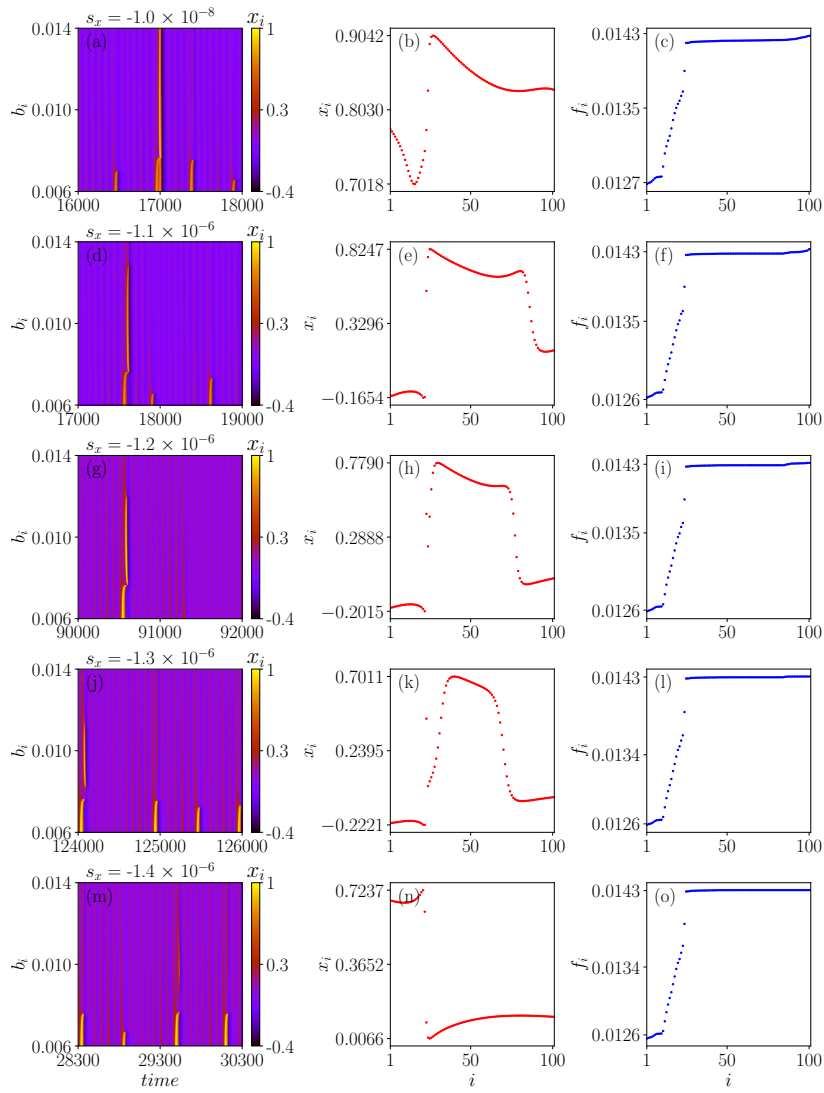 s_x = -1.0 × 10^{-8} x_i
0.014 (a) 1 0.9042 (b) 0.0143 (c)
b_i 0.010 0.3 x_i 0.8030 f_i 0.0135
0.006 -0.4 0.7018 0.0127
16000 17000 18000 1 50 100 1 50 100
s_x = -1.1 × 10^{-6} x_i
0.014 (d) 1 0.8247 (e) 0.0143 (f)
b_i 0.010 0.3 x_i 0.3296 f_i 0.0135
0.006 -0.4 −0.1654 0.0126
17000 18000 19000 1 50 100 1 50 100
s_x = -1.2 × 10^{-6} x_i
0.014 (g) 1 0.7790 (h) 0.0143 (i)
b_i 0.010 0.3 x_i 0.2888 f_i 0.0135
0.006 -0.4 −0.2015 0.0126
90000 91000 92000 1 50 100 1 50 100
s_x = -1.3 × 10^{-6} x_i
0.014 (j) 1 0.7011 (k) 0.0143 (l)
b_i 0.010 0.3 x_i 0.2395 f_i 0.0134
0.006 -0.4 −0.2221 0.0126
124000 125000 126000 1 50 100 1 50 100
s_x = -1.4 × 10^{-6} x_i
0.014 (m) 1 0.7237 (n) 0.0143 (o)
b_i 0.010 0.3 x_i 0.3652 f_i 0.0134
0.006 -0.4 0.0066 0.0126
28300 29300 30300 1 50 100 1 50 100
time i i